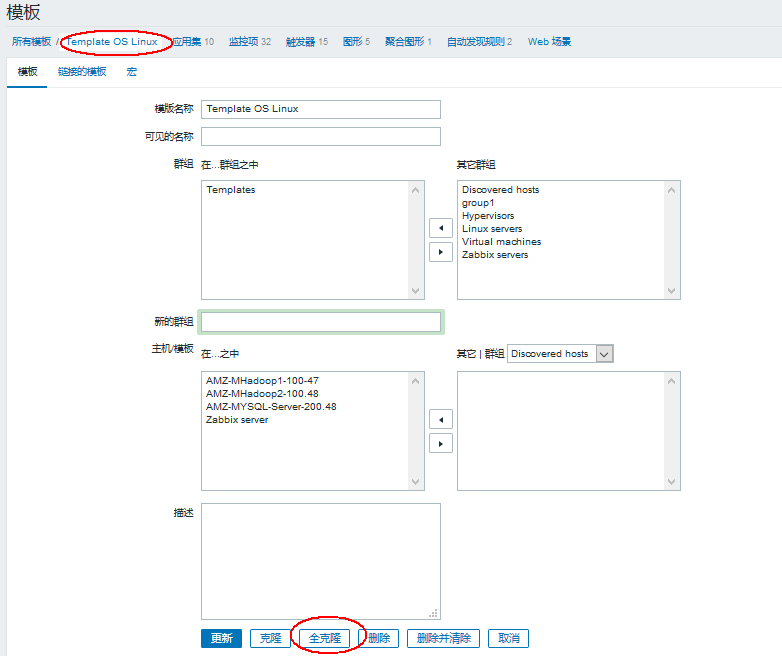 模板
所有模板 / Template OS Linux 应用集 10 监控项 32 触发器 15 图形 5 聚合图形 1 自动发现规则 2 Web 场景
模板 链接的模板 宏
模版名称 Template OS Linux
可见的名称
群组 在...群组之中 其它群组
Templates
Discovered hosts
group1
Hypervisors
Linux servers
Virtual machines
Zabbix servers
新的群组
主机/模板 在...之中 其它 | 群组 Discovered hosts
AMZ-MHadoop1-100-47
AMZ-MHadoop2-100.48
AMZ-MYSQL-Server-200.48
Zabbix server
描述
更新 克隆 全克隆 删除 删除并清除 取消